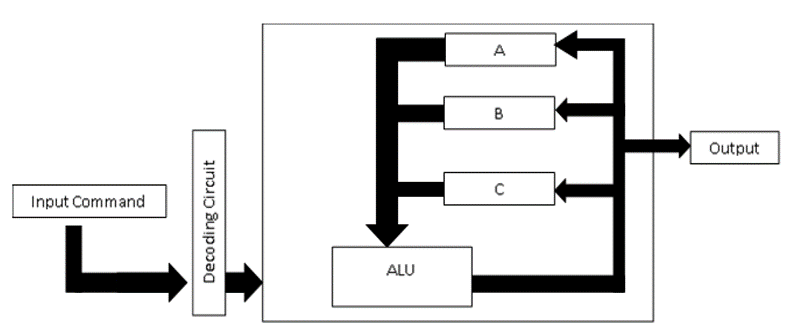 A
B
Output
C
Input Command
Decoding Circuit
ALU